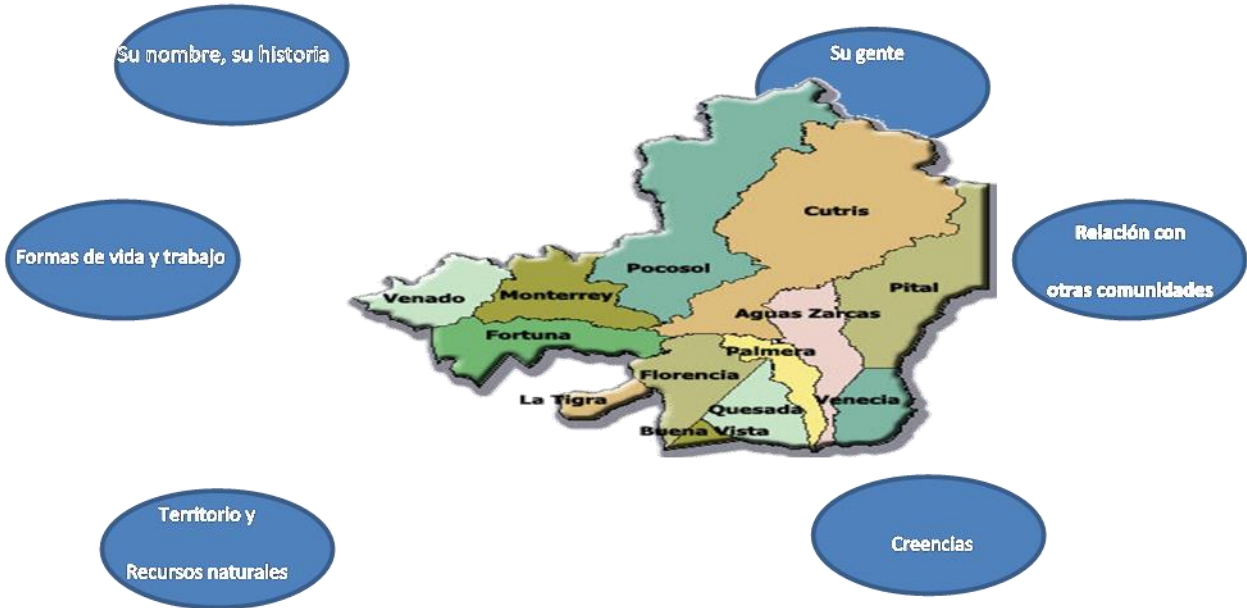 Su nombre, su historia
Su gente
Formas de vida y trabajo
Relación con
otras comunidades
Cutris
Pocosol
Pital
Venado
Monterrey
Aguas Zarcas
Fortuna
Palmera
Florencia
La Tigra
Quesada
Venecia
Buena Vista
Territorio y
Recursos naturales
Creencias